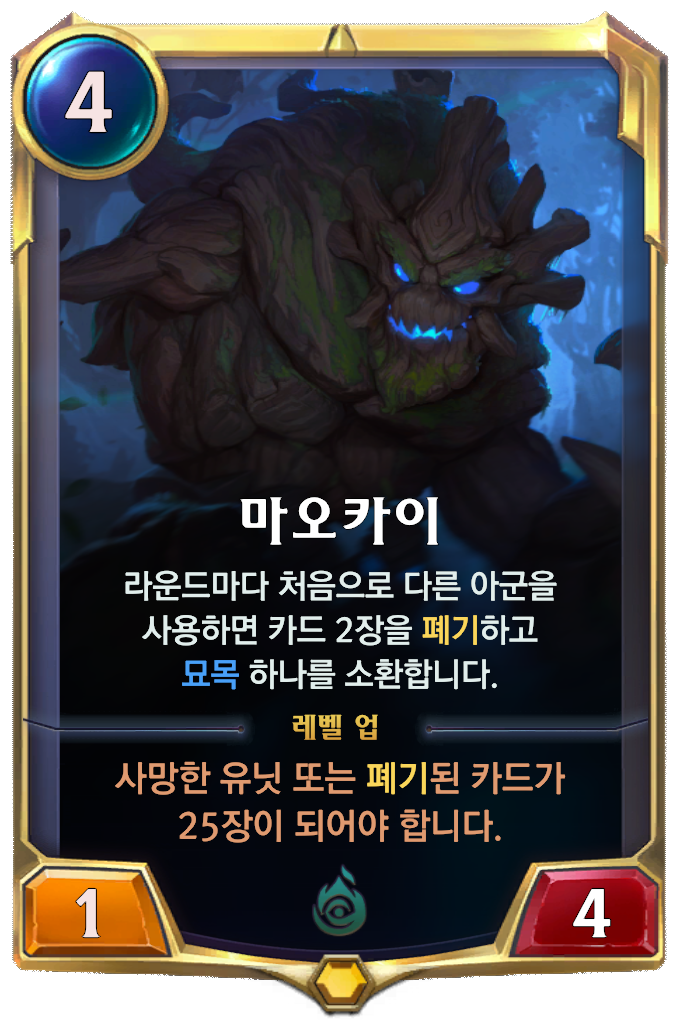 4
마오카이
라운드마다 처음으로 다른 아군을
사용하면 카드 2장을 폐기하고
묘목 하나를 소환합니다.
레벨 업
사망한 유닛 또는 폐기된 카드가
25장이 되어야 합니다.
1
4